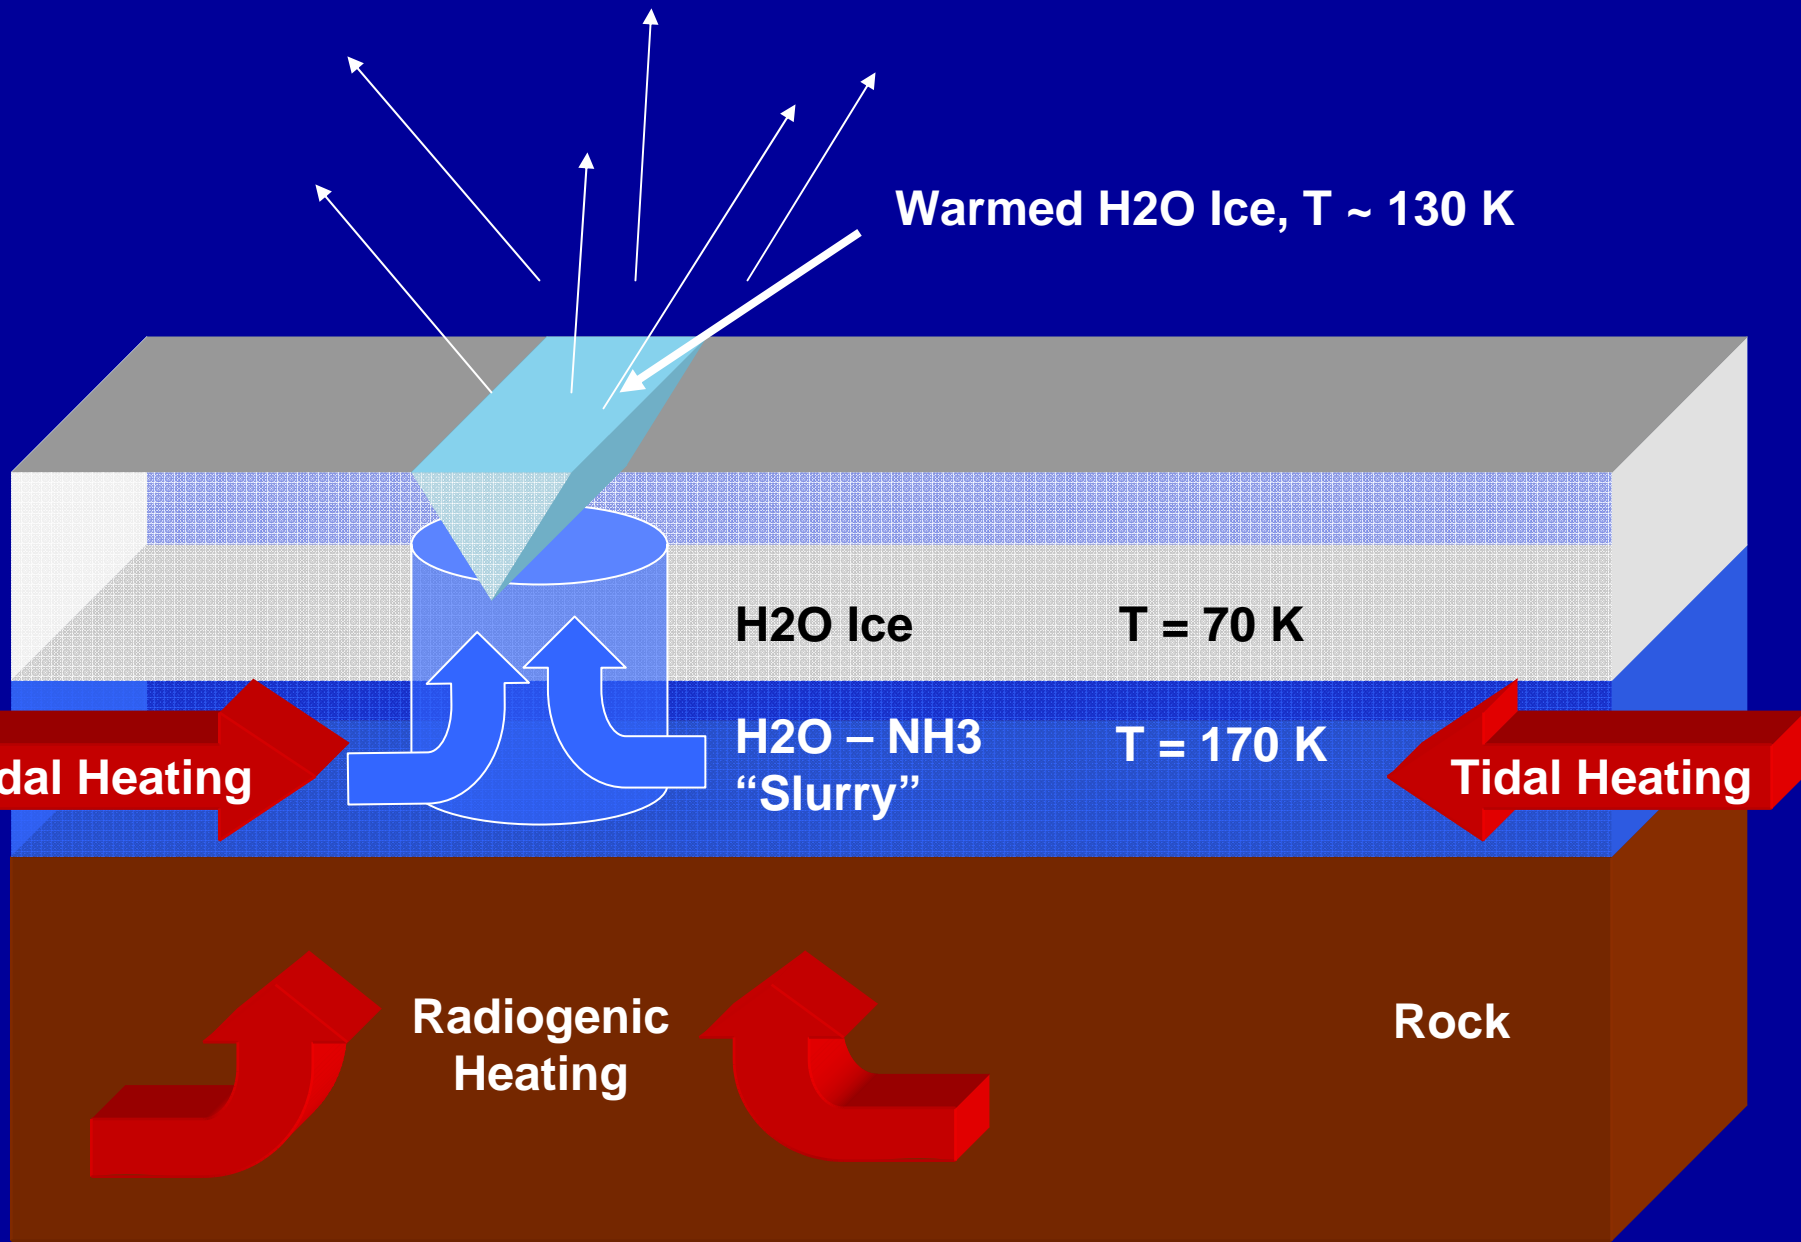 Warmed H2O Ice, T ~ 130 K
H2O Ice T = 70 K
H2O – NH3 T = 170 K
“Slurry”
dal Heating
Tidal Heating
Radiogenic
Heating
Rock